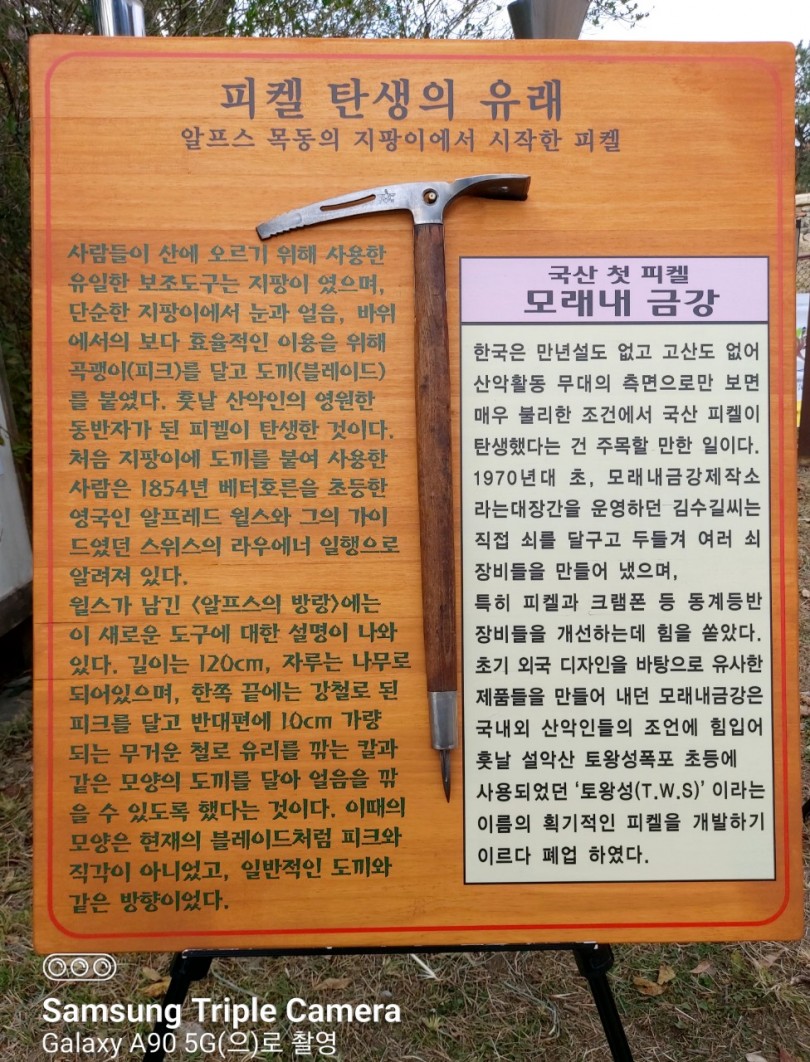 피켈 탄생의 유래
알프스 목동의 지팡이에서 시작한 피켈
사람들이 산에 오르기 위해 사용한
유일한 보조도구는 지팡이 였으며,
단순한 지팡이에서 눈과 얼음, 바위
에서의 보다 효율적인 이용을 위해
곡괭이(피크)를 달고 도끼(블레이드)
를 붙였다. 훗날 산악인의 영원한
동반자가 된 피켈이 탄생한 것이다.
처음 지팡이에 도끼를 붙여 사용한
사람은 1854년 베터호른을 초등한
영국인 알프레드 윌스와 그의 가이
드였던 스위스의 라우에너 일행으로
알려져 있다.
윌스가 남긴 <알프스의 방랑>에는
이 새로운 도구에 대한 설명이 나와
있다. 길이는 120cm, 자루는 나무로
되어있으며, 한쪽 끝에는 강철로 된
피크를 달고 반대편에 10cm 가량
되는 무거운 철로 유리를 깎는 칼과
같은 모양의 도끼를 달아 얼음을 깎
을 수 있도록 했다는 것이다. 이때의
모양은 현재의 블레이드처럼 피크와
직각이 아니었고, 일반적인 도끼와
같은 방향이었다.
국산 첫 피켈
모래내 금강
한국은 만년설도 없고 고산도 없어
산악활동 무대의 측면으로만 보면
매우 불리한 조건에서 국산 피켈이
탄생했다는 건 주목할 만한 일이다.
1970년대 초, 모래내금강제작소
라는대장간을 운영하던 김수길씨는
직접 쇠를 달구고 두들겨 여러 쇠
장비들을 만들어 냈으며,
특히 피켈과 크램폰 등 동계등반
장비들을 개선하는데 힘을 쏟았다.
초기 외국 디자인을 바탕으로 유사한
제품들을 만들어 내던 모래내금강은
국내외 산악인들의 조언에 힘입어
훗날 설악산 토왕성폭포 초등에
사용되었던 '토왕성(T.W.S)' 이라는
이름의 획기적인 피켈을 개발하기
이르다 폐업 하였다.
Samsung Triple Camera
Galaxy A90 5G(으)로 촬영